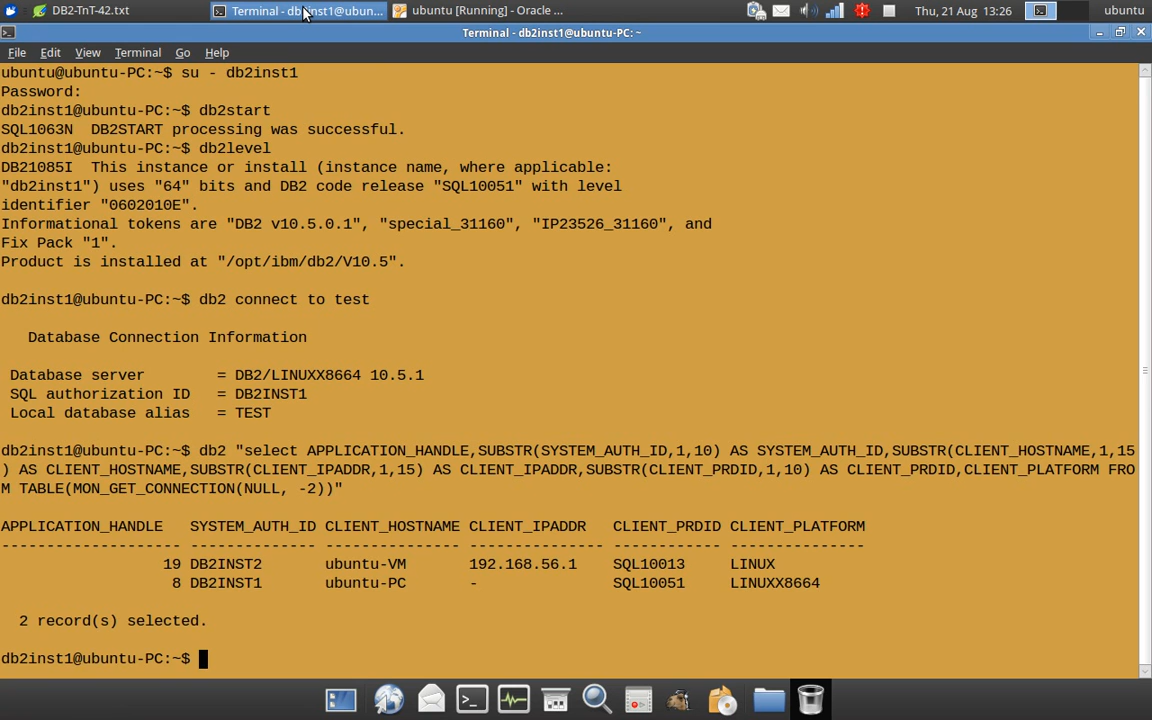 DB2-TnT-42.txt
Terminal - db2inst1@ubun...
ubuntu [Running] - Oracle ...
Thu, 21 Aug 13:26
ubuntu
Terminal - db2inst1@ubuntu-PC: ~
File Edit View Terminal Go Help
ubuntu@ubuntu-PC:~$ su - db2inst1
Password:
db2inst1@ubuntu-PC:~$ db2start
SQL1063N  DB2START processing was successful.
db2inst1@ubuntu-PC:~$ db2level
DB21085I  This instance or install (instance name, where applicable:
"db2inst1") uses "64" bits and DB2 code release "SQL10051" with level
identifier "0602010E".
Informational tokens are "DB2 v10.5.0.1", "special_31160", "IP23526_31160", and
Fix Pack "1".
Product is installed at "/opt/ibm/db2/V10.5".
db2inst1@ubuntu-PC:~$ db2 connect to test
Database Connection Information
Database server        = DB2/LINUXX8664 10.5.1
SQL authorization ID   = DB2INST1
Local database alias   = TEST
db2inst1@ubuntu-PC:~$ db2 "select APPLICATION_HANDLE,SUBSTR(SYSTEM_AUTH_ID,1,10) AS SYSTEM_AUTH_ID,SUBSTR(CLIENT_HOSTNAME,1,15
) AS CLIENT_HOSTNAME,SUBSTR(CLIENT_IPADDR,1,15) AS CLIENT_IPADDR,SUBSTR(CLIENT_PRDID,1,10) AS CLIENT_PRDID,CLIENT_PLATFORM FRO
M TABLE(MON_GET_CONNECTION(NULL, -2))"
APPLICATION_HANDLE   SYSTEM_AUTH_ID CLIENT_HOSTNAME CLIENT_IPADDR   CLIENT_PRDID CLIENT_PLATFORM
-------------------- -------------- --------------- --------------- ------------ ---------------
19 DB2INST2       ubuntu-VM       192.168.56.1    SQL10013     LINUX
8 DB2INST1       ubuntu-PC       -               SQL10051     LINUXX8664
2 record(s) selected.
db2inst1@ubuntu-PC:~$